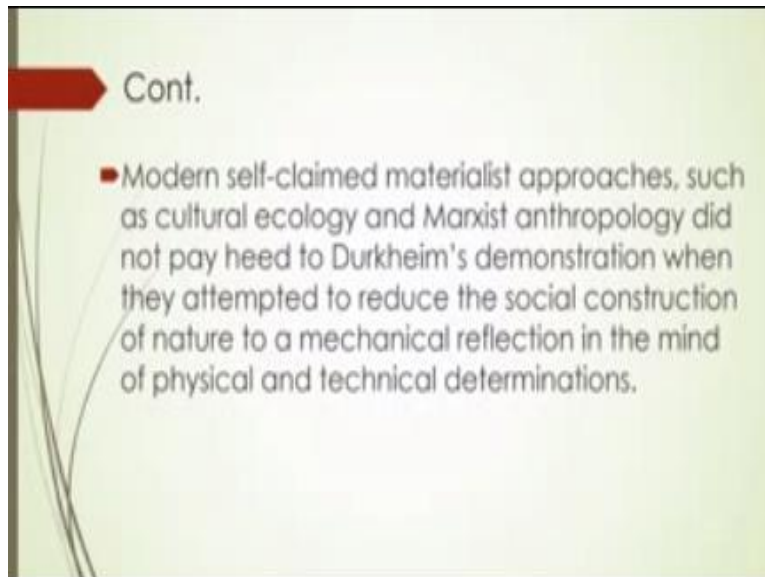 Cont.
Modern self-claimed materialist approaches, such
as cultural ecology and Marxist anthropology did
not pay heed to Durkheim's demonstration when
they attempted to reduce the social construction
of nature to a mechanical reflection in the mind
of physical and technical determinations.